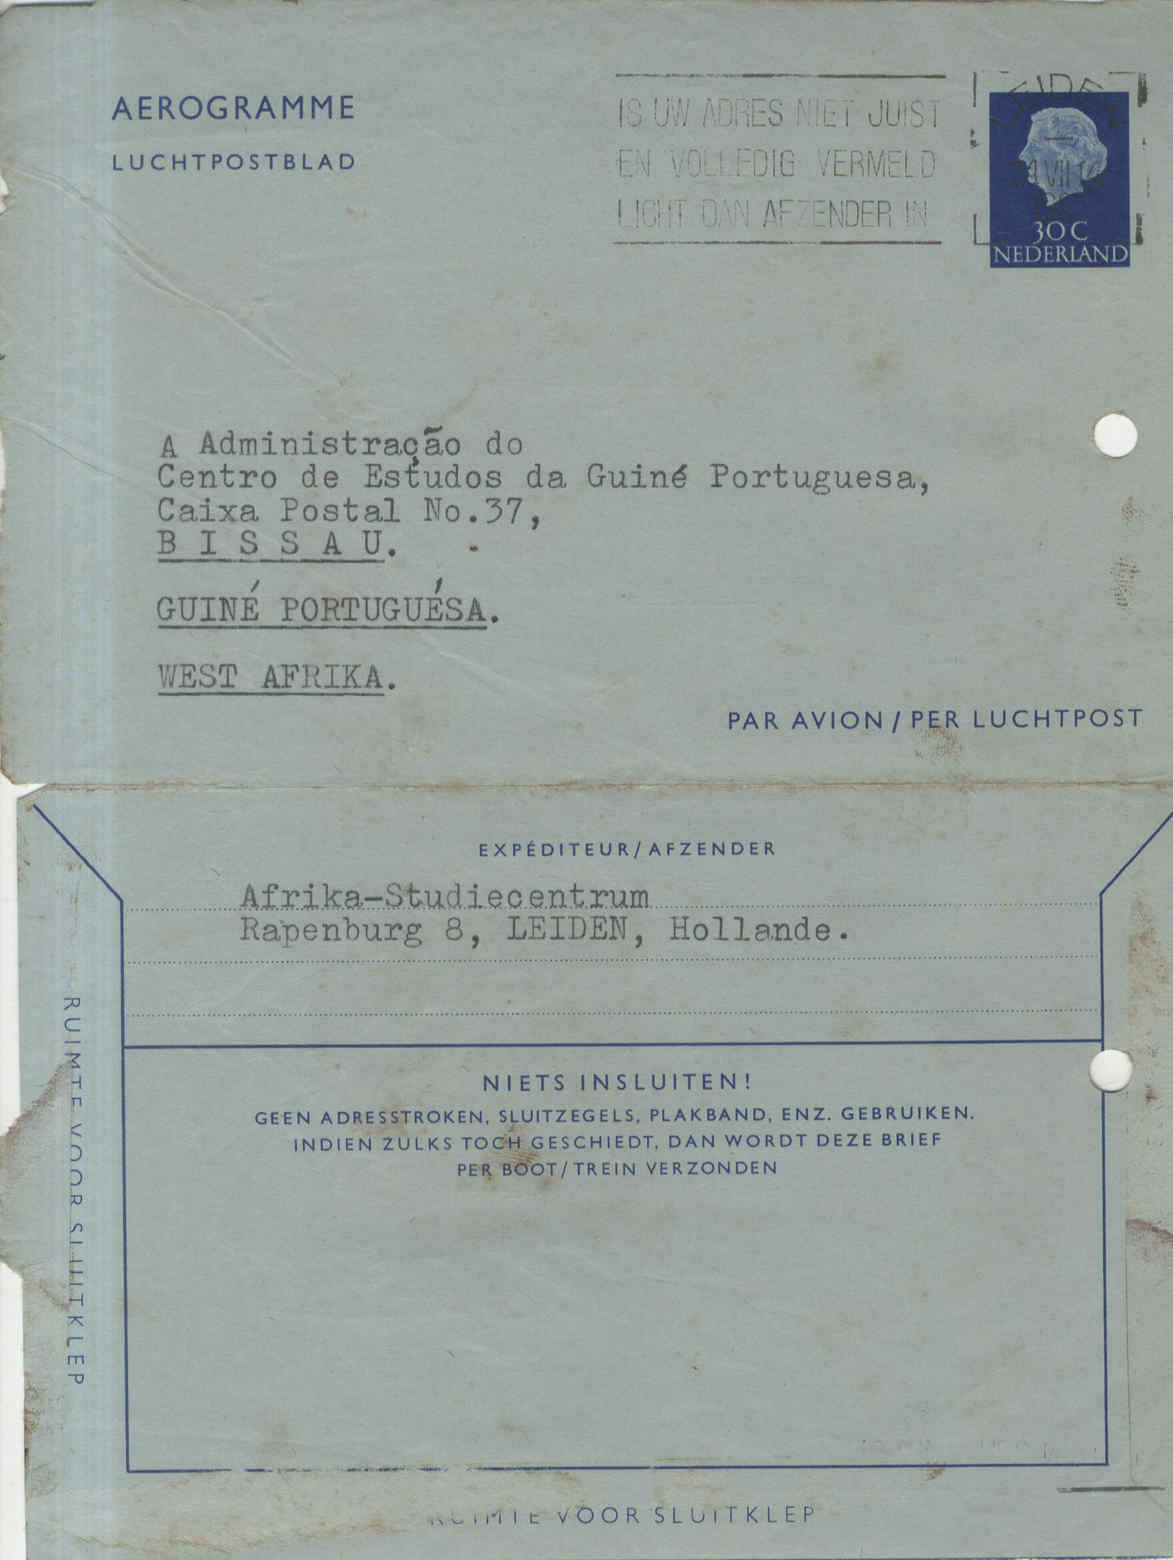 AEROGRAMME
LUCHTPOSTBLAD
IS UW ADRES NIET JUIST
EN VOLLEDIG VERMELD
LICHT DAN AFZENDER IN
30 C
NEDERLAND
A Administração do
Centro de Estudos da Guiné Portuguesa,
Caixa Postal No.37,
B I S S A U.
GUINÉ PORTUGUÉSA.
WEST AFRIKA.
PAR AVION / PER LUCHTPOST
EXPÉDITEUR/AFZENDER
Afrika-Studiecentrum
Rapenburg 8, LEIDEN, Hollande.
RUIMTE VOOR SLUITKLEP
NIETS INSLUITEN!
GEEN ADRESSTROKEN, SLUITZEGELS, PLAKBAND, ENZ. GEBRUIKEN.
INDIEN ZULKS TOCH GESCHIEDT, DAN WORDT DEZE BRIEF
PER BOOT/TREIN VERZONDEN
RUIMTE VOOR SLUITKLEP